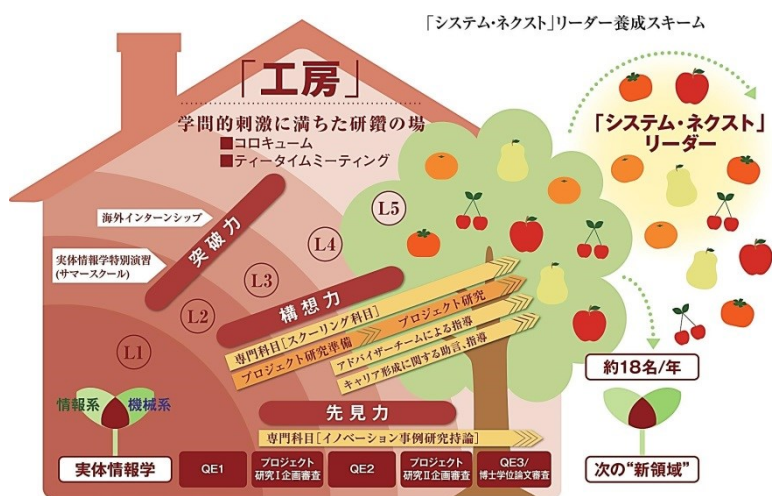 「システム・ネクスト」リーダー養成スキーム
「工房」
学問的刺激に満ちた研鑽の場
■コロキューム
■ティータイムミーティング
「システム・ネクスト」
リーダー
海外インターンシップ
実体情報学特別演習
(サマースクール)
突破力
L5
L4
L3
L2
L1
構想力
専門科目[スクーリング科目]
プロジェクト研究準備
プロジェクト研究
アドバイザーチームによる指導
キャリア形成に関する助言、指導
先見力
専門科目[イノベーション事例研究持論]
情報系
機械系
実体情報学
QE1
プロジェクト
研究Ⅰ企画審査
QE2
プロジェクト
研究Ⅱ企画審査
QE3/
博士学位論文審査
約18名/年
次の“新領域”